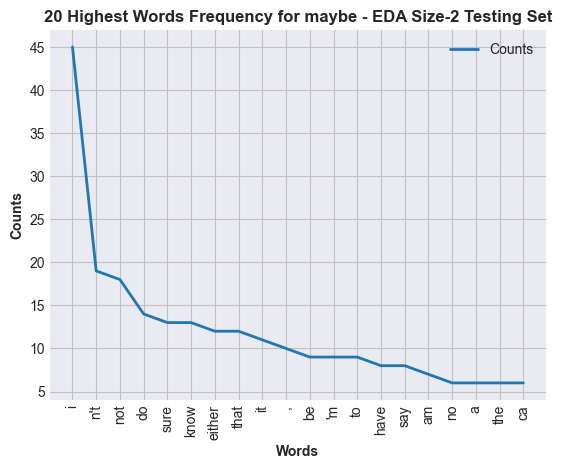 20 Highest Words Frequency for maybe - EDA Size-2 Testing Set
Counts
45
40
35
30
25
20
15
10
5
Counts
i
n't
not
do
sure
know
either
that
it
,
be
'm
to
have
say
am
no
a
the
ca
Words